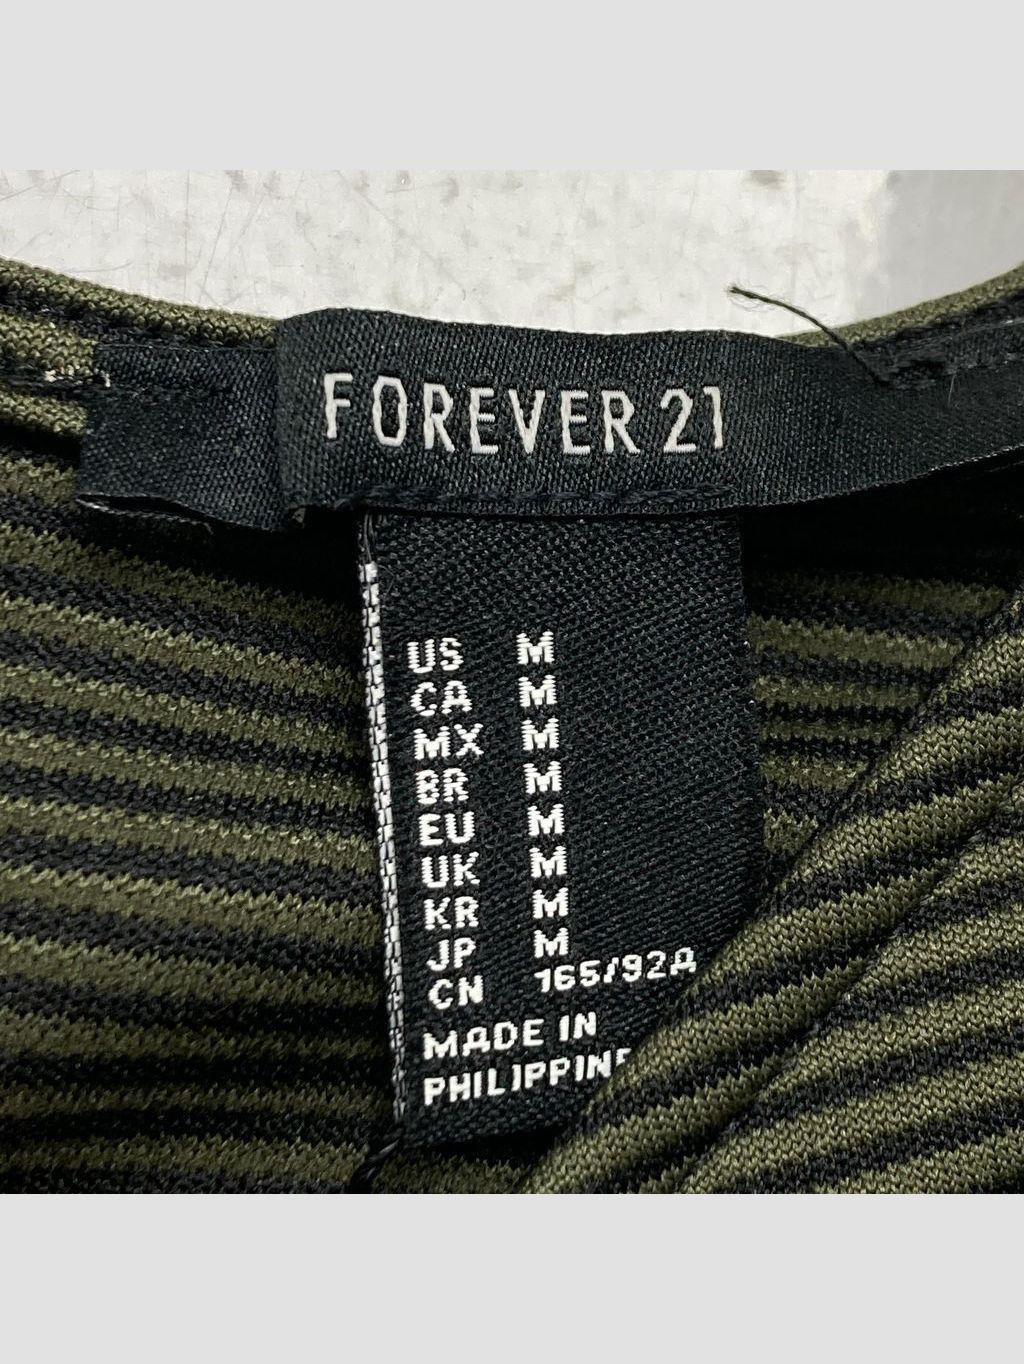 FOREVER 21
US M
CA M
MX M
BR M
EU M
UK M
KR M
JP M
CN 165/92A
MADE IN
PHILIPPINE